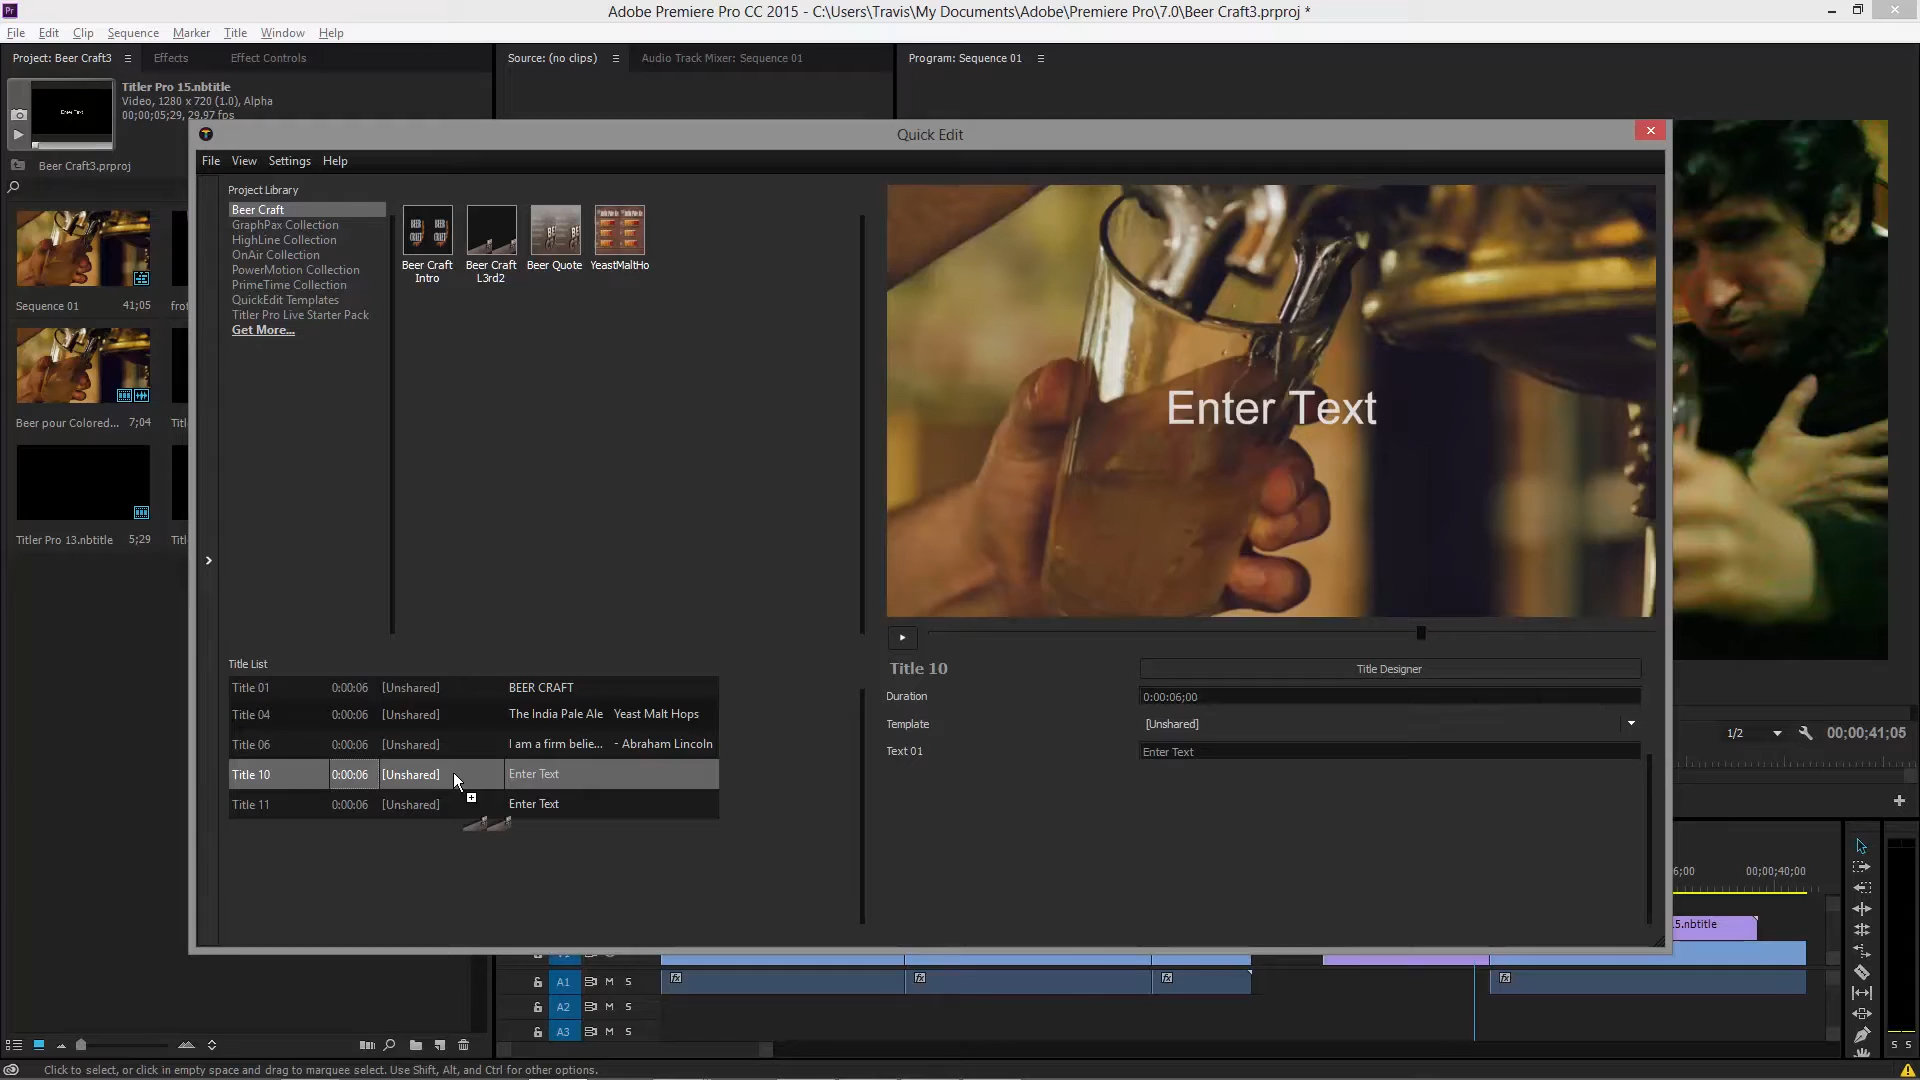 Pr
Adobe Premiere Pro CC 2015 - C:\Users\Travis\My Documents\Adobe\Premiere Pro\7.0\Beer Craft3.prproj *
File Edit Clip Sequence Marker Title Window Help
Project: Beer Craft3 Effects Effect Controls
Source: (no clips) Audio Track Mixer: Sequence 01
Program: Sequence 01
Titler Pro 15.nbtitle
Video, 1280 x 720 (1.0), Alpha
00;00;05;29, 29.97 fps
Enter Text
Beer Craft3.prproj
Sequence 01 41;05
Beer pour Colored... 7;04
Titler Pro 13.nbtitle 5;29
Quick Edit
File View Settings Help
Project Library
Beer Craft
GraphPax Collection
HighLine Collection
OnAir Collection
PowerMotion Collection
PrimeTime Collection
QuickEdit Templates
Titler Pro Live Starter Pack
Get More...
Beer Craft Intro
Beer Craft L3rd2
Beer Quote
YeastMaltHo
Enter Text
Title List
Title 01 0:00:06 [Unshared] BEER CRAFT
Title 04 0:00:06 [Unshared] The India Pale Ale Yeast Malt Hops
Title 06 0:00:06 [Unshared] I am a firm belie... - Abraham Lincoln
Title 10 0:00:06 [Unshared] Enter Text
Title 11 0:00:06 [Unshared] Enter Text
Title 10 Title Designer
Duration 0:00:06;00
Template [Unshared]
Text 01 Enter Text
1/2 00;00;41;05
6;00 00;00;40;00
5.nbtitle
fx fx fx fx
A1 M S
A2 M S
A3 M S
S S
Click to select, or click in empty space and drag to marquee select. Use Shift, Alt, and Ctrl for other options.